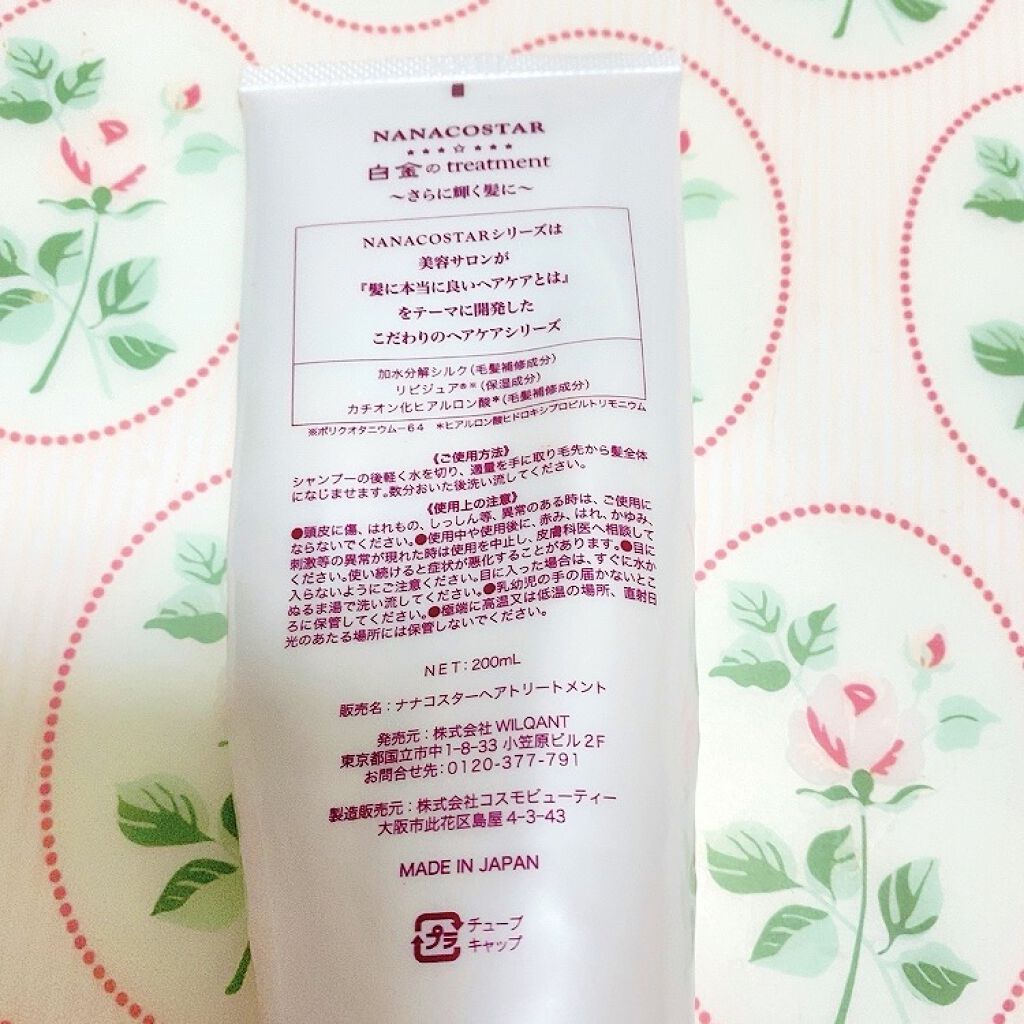 NANACOSTAR
★★★☆★★★
白金のtreatment
～さらに輝く髪に～
NANACOSTARシリーズは
美容サロンが
『髪に本当に良いヘアケアとは』
をテーマに開発した
こだわりのヘアケアシリーズ
加水分解シルク(毛髪補修成分)
リピジュア®※(保湿成分)
カチオン化ヒアルロン酸*(毛髪補修成分)
※ポリクオタニウム-64 *ヒアルロン酸ヒドロキシプロピルトリモニウム
《ご使用方法》
シャンプーの後軽く水を切り、適量を手に取り毛先から髪全体
になじませます。数分おいた後洗い流してください。
《使用上の注意》
●頭皮に傷、はれもの、しっしん等、異常のある時は、ご使用に
ならないでください。●使用中や使用後に、赤み、はれ、かゆみ、
刺激等の異常が現れた時は使用を中止し、皮膚科医へ相談して
ください。使い続けると症状が悪化することがあります。●目に
入らないようにご注意ください。目に入った場合は、すぐに水か
ぬるま湯で洗い流してください。●乳幼児の手の届かないとこ
ろに保管してください。●極端に高温又は低温の場所、直射日
光のあたる場所には保管しないでください。
NET:200mL
販売名:ナナコスターヘアトリートメント
発売元:株式会社WILQANT
東京都国立市中1-8-33 小笠原ビル2F
お問合せ先:0120-377-791
製造販売元:株式会社コスモビューティー
大阪市此花区島屋4-3-43
MADE IN JAPAN
プラ
チューブ
キャップ